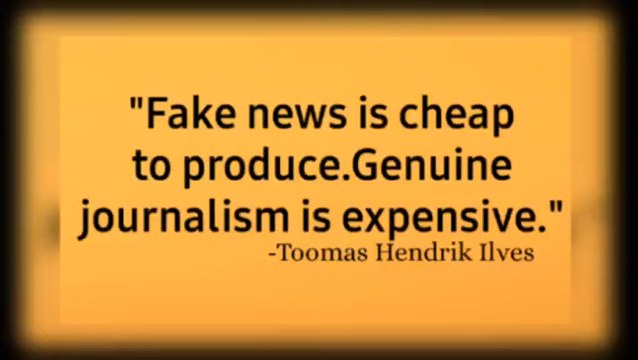 "Fake news is cheap
to produce.Genuine
journalism is expensive."
-Toomas Hendrik Ilves